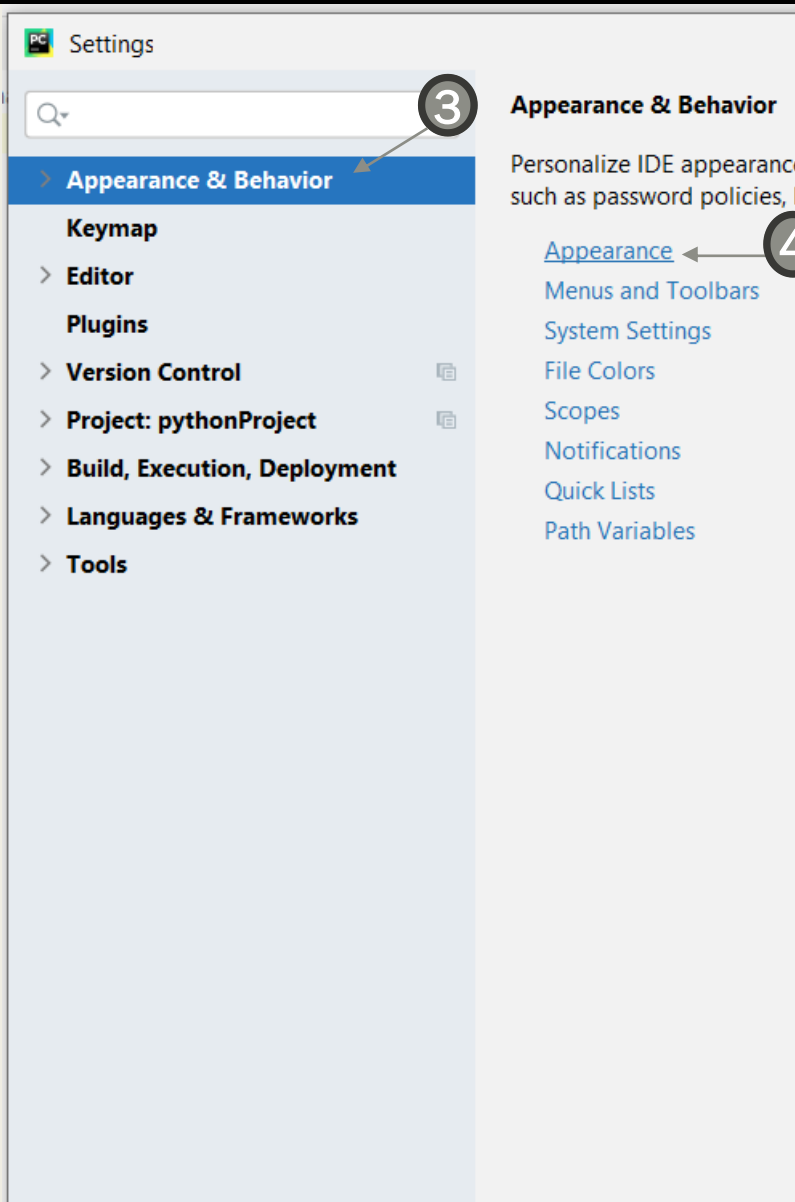 PC
Settings
3
Appearance & Behavior
Keymap
Editor
Plugins
Version Control
Project: pythonProject
Build, Execution, Deployment
Languages & Frameworks
Tools
Appearance & Behavior
Personalize IDE appearance
such as password policies,
Appearance
4
Menus and Toolbars
System Settings
File Colors
Scopes
Notifications
Quick Lists
Path Variables